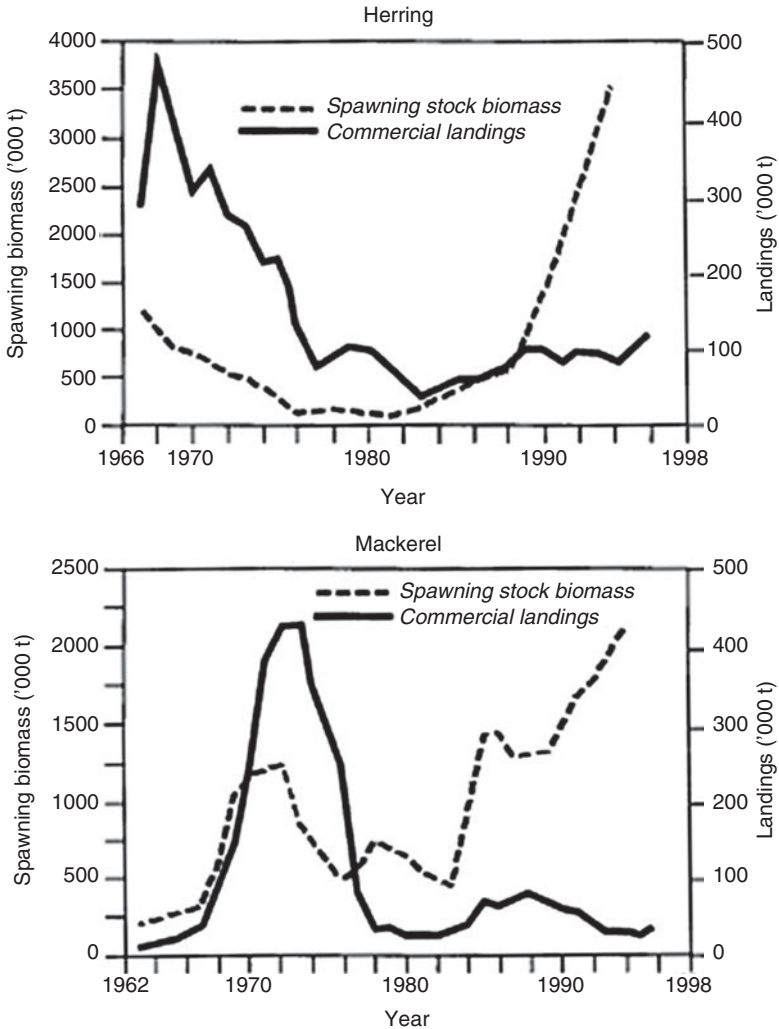 Herring
4000
3500
3000
2500
2000
1500
1000
500
0
Spawning biomass ('000 t)
500
400
300
200
100
0
Landings ('000 t)
Spawning stock biomass
Commercial landings
1966 1970 1980 1990 1998
Year
Mackerel
2500
2000
1500
1000
500
0
Spawning biomass ('000 t)
500
400
300
200
100
0
Landings ('000 t)
Spawning stock biomass
Commercial landings
1962 1970 1980 1990 1998
Year